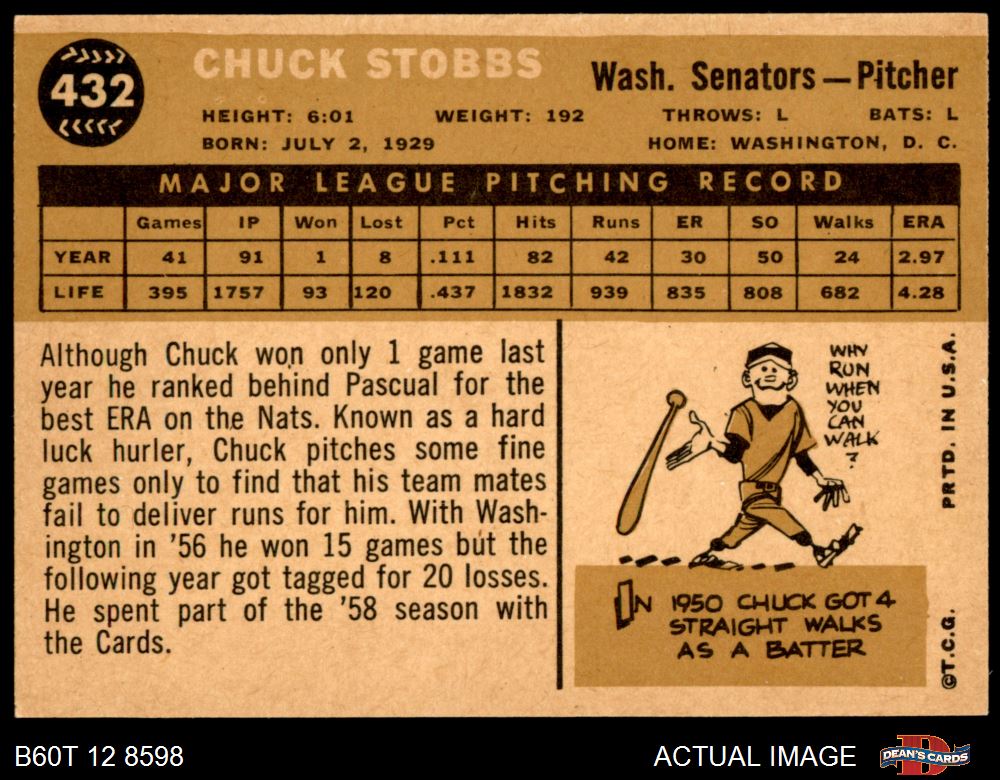 432
CHUCK STOBBS
Wash. Senators—Pitcher
HEIGHT: 6:01 WEIGHT: 192 THROWS: L BATS: L
BORN: JULY 2, 1929 HOME: WASHINGTON, D. C.
MAJOR LEAGUE PITCHING RECORD
Games IP Won Lost Pct Hits Runs ER SO Walks ERA
YEAR 41 91 1 8 .111 82 42 30 50 24 2.97
LIFE 395 1757 93 120 .437 1832 939 835 808 682 4.28
Although Chuck won only 1 game last
year he ranked behind Pascual for the
best ERA on the Nats. Known as a hard
luck hurler, Chuck pitches some fine
games only to find that his team mates
fail to deliver runs for him. With Wash-
ington in '56 he won 15 games but the
following year got tagged for 20 losses.
He spent part of the '58 season with
the Cards.
WHY
RUN
WHEN
YOU
CAN
WALK
?
IN 1950 CHUCK GOT 4
STRAIGHT WALKS
AS A BATTER
©T.C.G. PRTD. IN U.S.A.
B60T 12 8598
ACTUAL IMAGE
DEAN'S CARDS